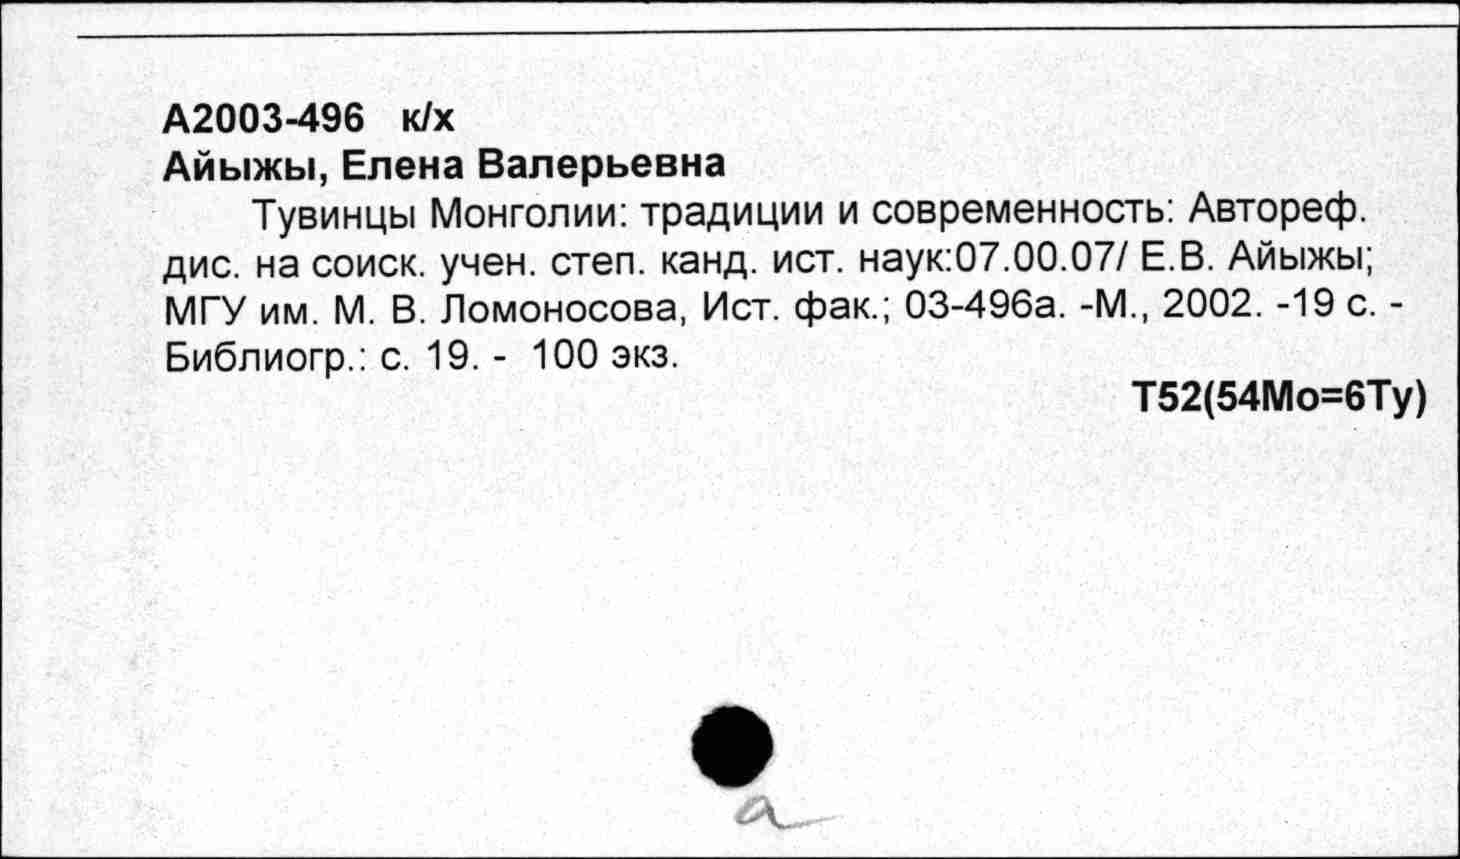 А2003-496 к/х
Айыжы, Елена Валерьевна
Тувинцы Монголии: традиции и современность: Автореф.
дис. на соиск. учен. степ. канд. ист. наук:07.00.07/ Е.В. Айыжы;
МГУ им. М. В. Ломоносова, Ист. фак.; 03-496а. -М., 2002. -19 с. -
Библиогр.: с. 19. - 100 экз.
Т52(54Мо=6Ту)
а